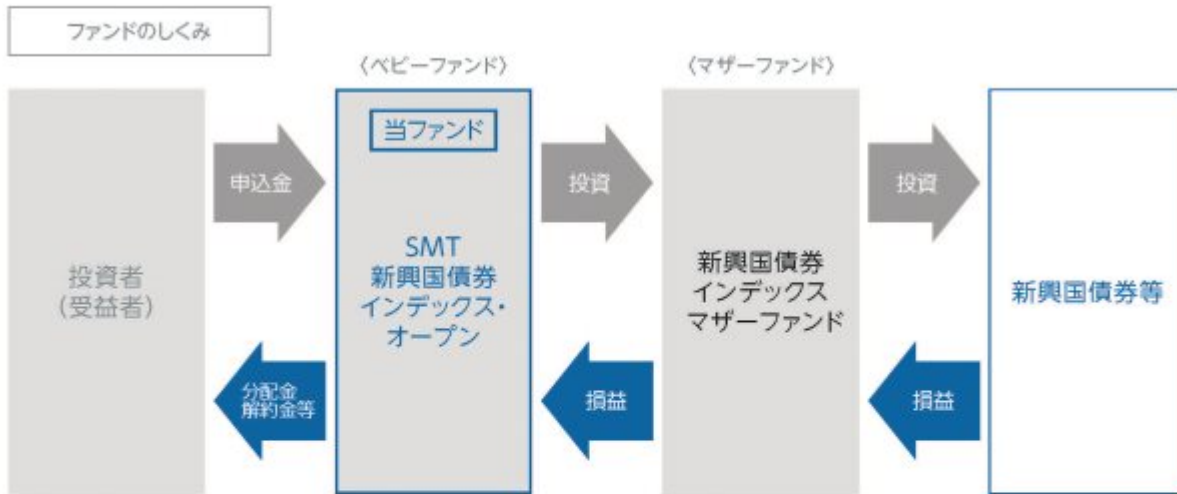 ファンドのしくみ
〈ベビーファンド〉
〈マザーファンド〉
投資者
(受益者)
申込金
分配金
解約金等
当ファンド
SMT
新興国債券
インデックス・
オープン
投資
損益
新興国債券
インデックス
マザーファンド
投資
損益
新興国債券等